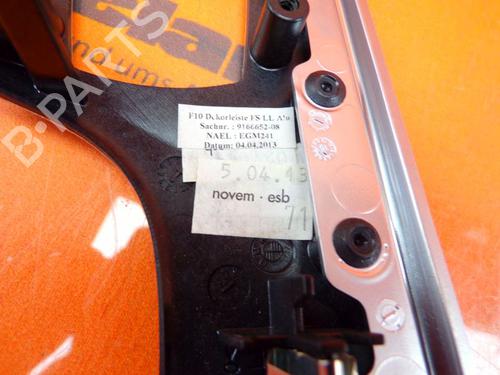 B-PARTS
F10 Dekorleiste FS LL Alu
Sachnr. : 9166652-08
NAEL : EGM241
Datum: 04.04.2013
5.04.13
novem · esb
71